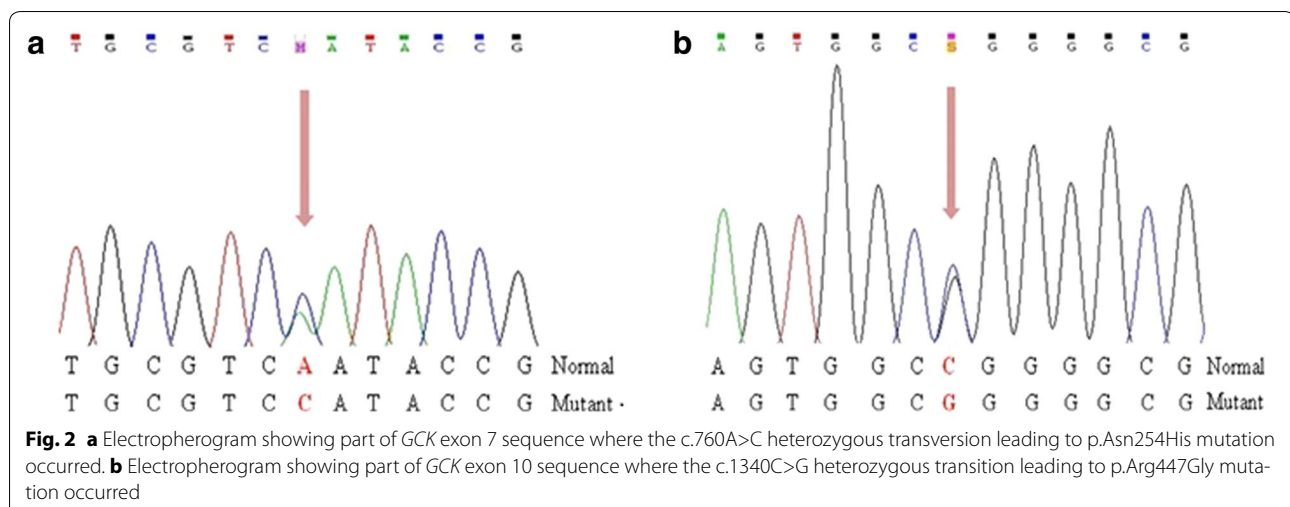 a
T G C G T C M A T A C C G
T G C G T C A A T A C C G Normal
T G C G T C C A T A C C G Mutant .
b
A G T G G C S G G G G C G
A G T G G C C G G G G C G Normal
A G T G G C G G G G G C G Mutant
Fig. 2 a Electropherogram showing part of GCK exon 7 sequence where the c.760A>C heterozygous transversion leading to p.Asn254His mutation
occurred. b Electropherogram showing part of GCK exon 10 sequence where the c.1340C>G heterozygous transition leading to p.Arg447Gly muta-
tion occurred